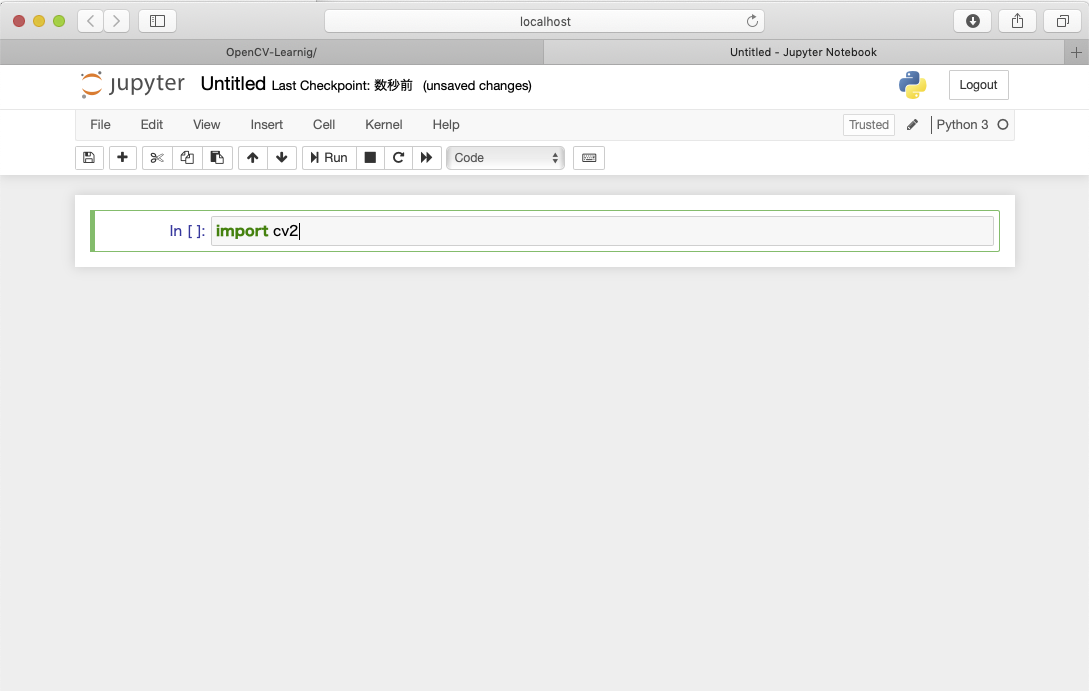 localhost
OpenCV-Learnig/
Untitled - Jupyter Notebook
jupyter Untitled Last Checkpoint: 数秒前 (unsaved changes)
Logout
File Edit View Insert Cell Kernel Help
Trusted
Python 3
Run
Code
In [ ]: import cv2